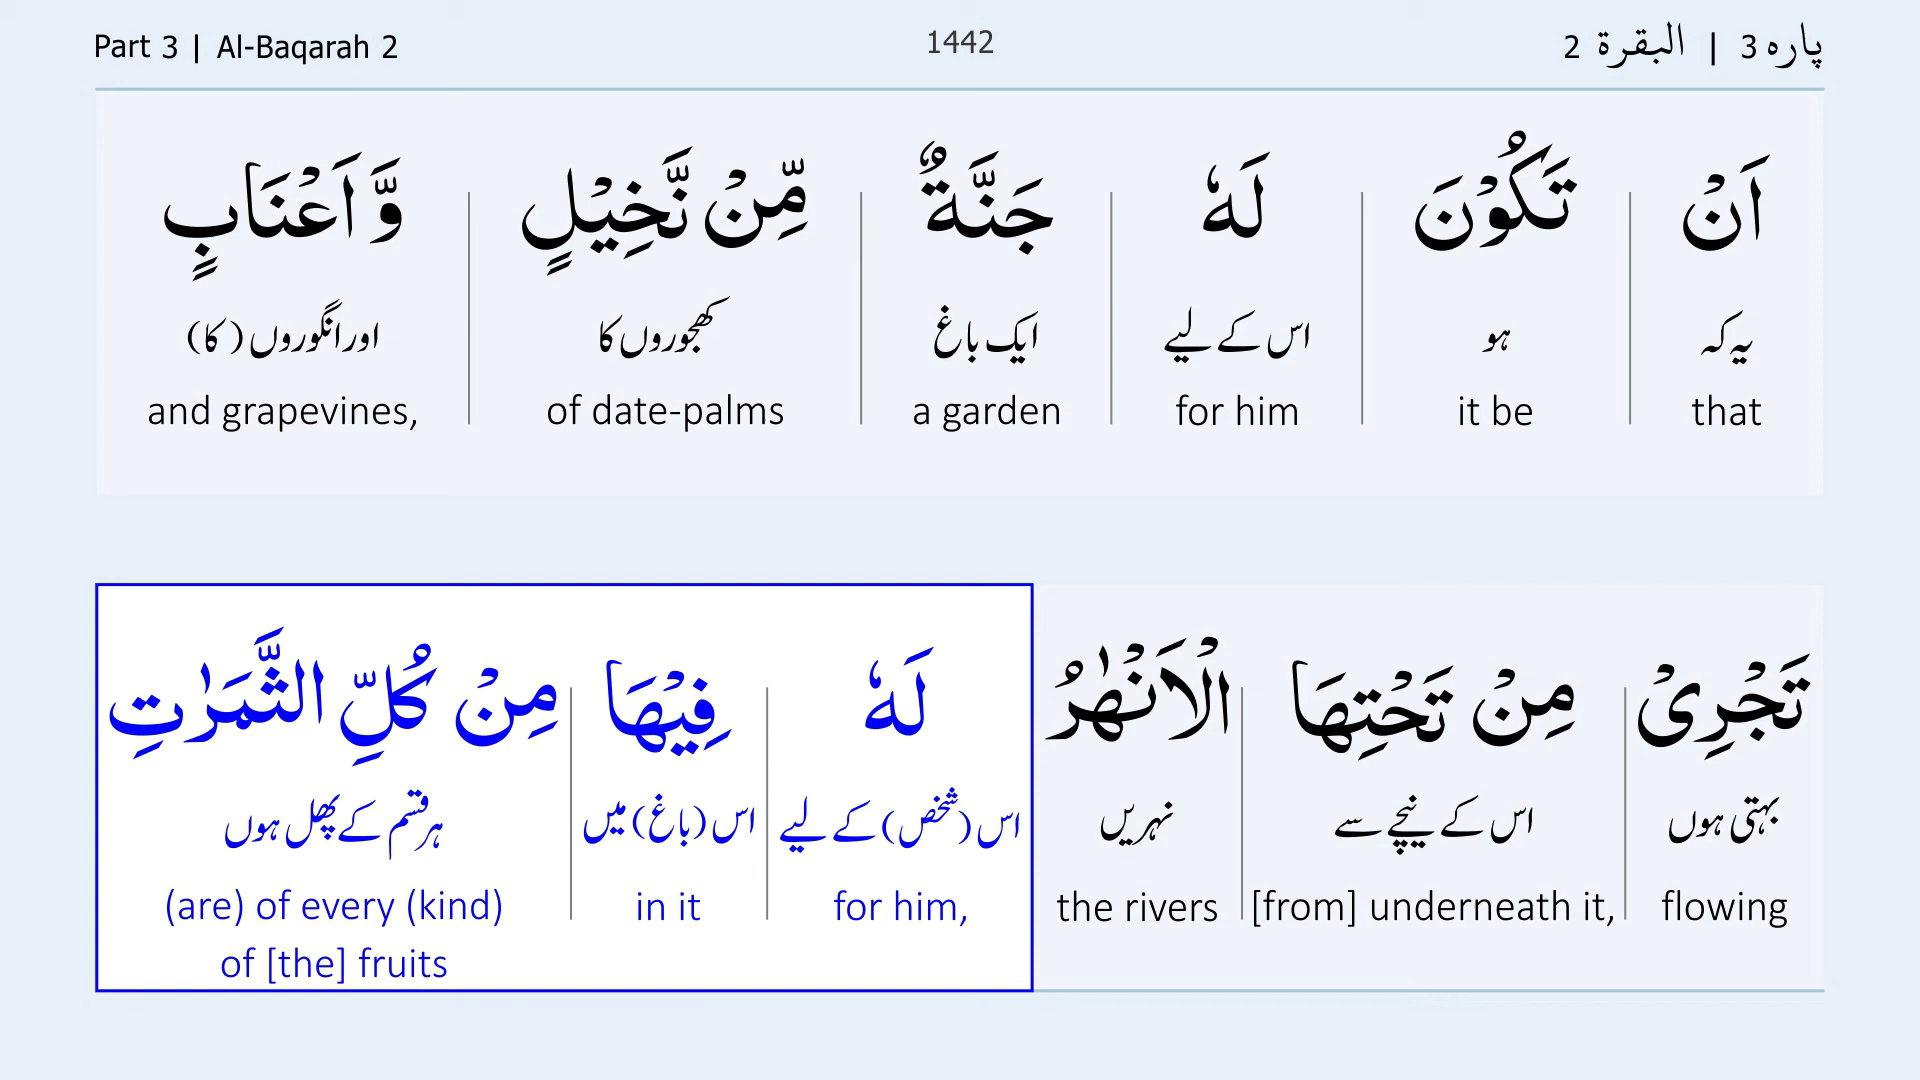 Part 3 | Al-Baqarah 2
1442
پارہ 3 | البقرة 2
اَنْ تَكُوْنَ لَهٗ جَنَّةٌ مِّنْ نَّخِيْلٍ وَّ اَعْنَابٍ
یہ کہ ہو اس کے لیے ایک باغ کھجوروں کا اور انگوروں (کا)
that it be for him a garden of date-palms and grapevines,
تَجْرِىْ مِنْ تَحْتِهَا الْاَنْهٰرُ لَهٗ فِيْهَا مِنْ كُلِّ الثَّمَرٰتِ
بہتی ہوں اس کے نیچے سے نہریں اس (شخص) کے لیے اس (باغ) میں ہر قسم کے پھل ہوں
flowing [from] underneath it, the rivers for him, in it (are) of every (kind)
of [the] fruits